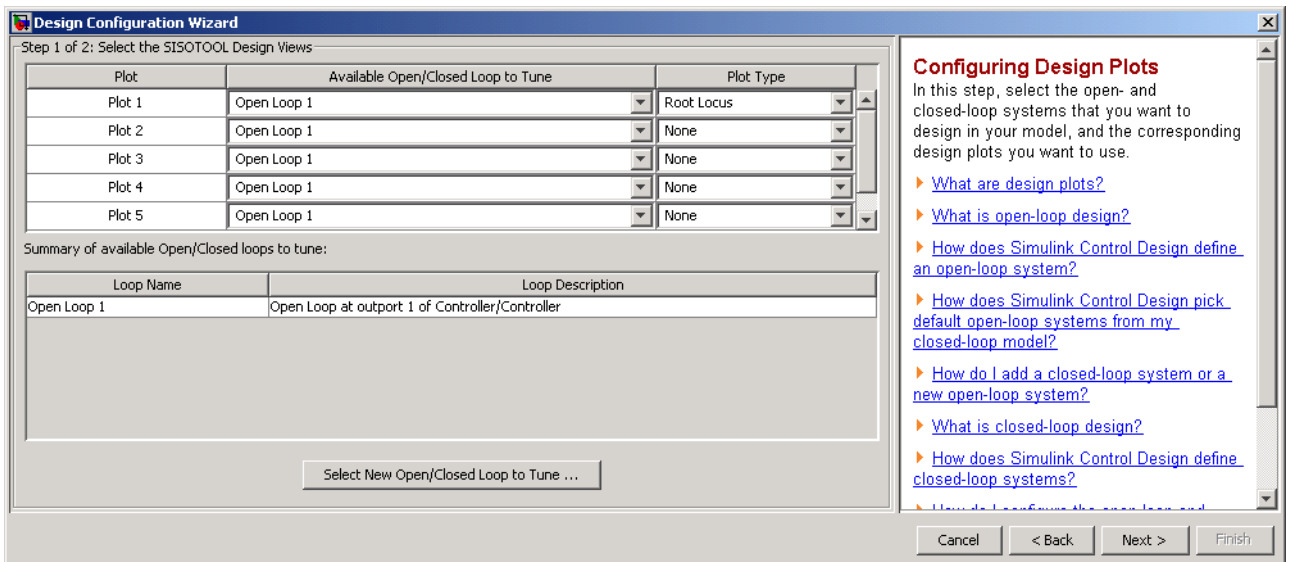 Design Configuration Wizard
Step 1 of 2: Select the SISOTOOL Design Views
Plot Available Open/Closed Loop to Tune Plot Type
Plot 1 Open Loop 1 Root Locus
Plot 2 Open Loop 1 None
Plot 3 Open Loop 1 None
Plot 4 Open Loop 1 None
Plot 5 Open Loop 1 None
Summary of available Open/Closed loops to tune:
Loop Name Loop Description
Open Loop 1 Open Loop at outport 1 of Controller/Controller
Select New Open/Closed Loop to Tune ...
Configuring Design Plots
In this step, select the open- and
closed-loop systems that you want to
design in your model, and the corresponding
design plots you want to use.
What are design plots?
What is open-loop design?
How does Simulink Control Design define
an open-loop system?
How does Simulink Control Design pick
default open-loop systems from my
closed-loop model?
How do I add a closed-loop system or a
new open-loop system?
What is closed-loop design?
How does Simulink Control Design define
closed-loop systems?
How do I configure the open-loop and
Cancel < Back Next > Finish